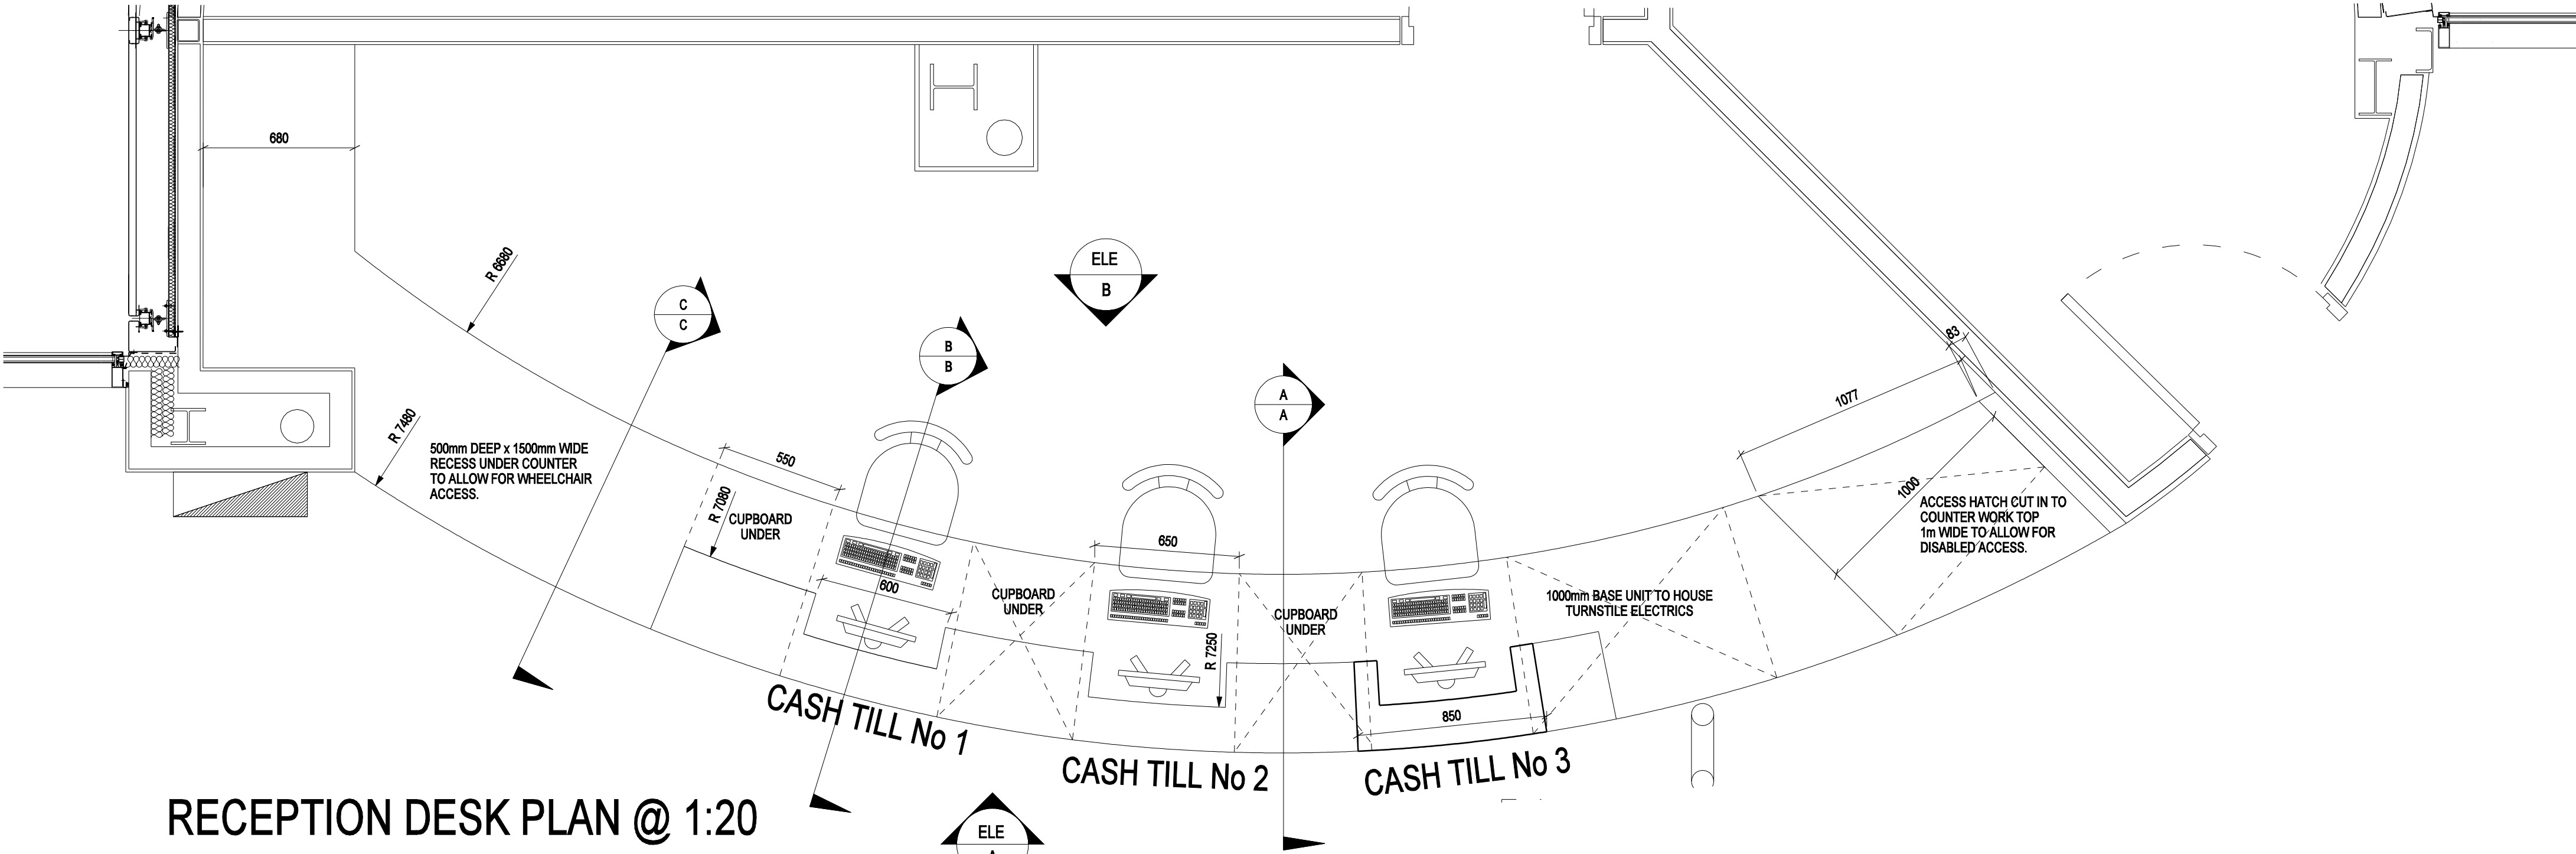 680
R 6680
R 7480
500mm DEEP x 1500mm WIDE
RECESS UNDER COUNTER
TO ALLOW FOR WHEELCHAIR
ACCESS.
C
C
B
B
ELE
B
A
A
550
R 7080
CUPBOARD
UNDER
600
CUPBOARD
UNDER
650
R 7250
CUPBOARD
UNDER
850
1000mm BASE UNIT TO HOUSE
TURNSTILE ELECTRICS
83
1077
1000
ACCESS HATCH CUT IN TO
COUNTER WORK TOP
1m WIDE TO ALLOW FOR
DISABLED ACCESS.
CASH TILL No 1
CASH TILL No 2
CASH TILL No 3
RECEPTION DESK PLAN @ 1:20
ELE